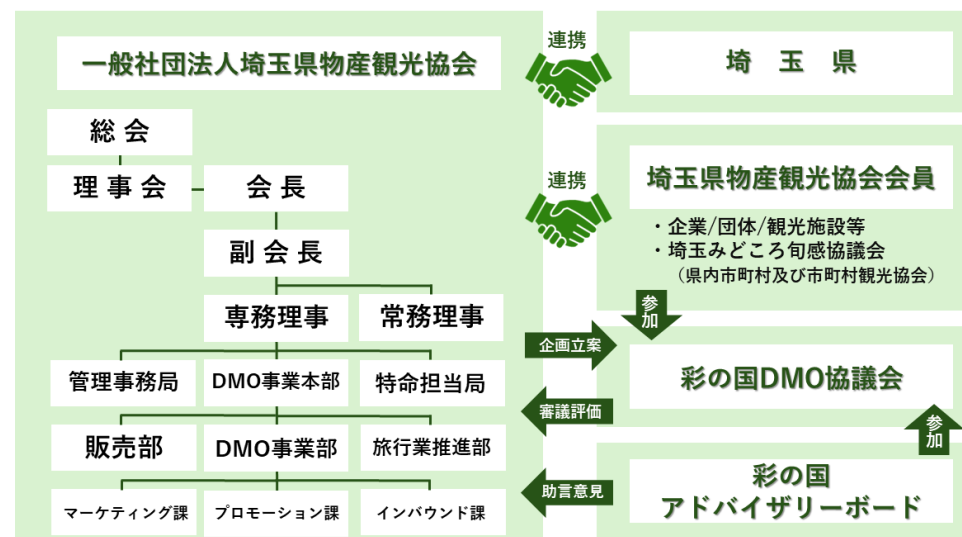 一般社団法人埼玉県物産観光協会
総 会
理 事 会
会 長
副 会 長
専務理事
常務理事
管理事務局
DMO事業本部
特命担当局
販売部
DMO事業部
旅行業推進部
マーケティング課
プロモーション課
インバウンド課
連携
連携
企画立案
審議評価
助言意見
埼 玉 県
埼玉県物産観光協会会員
・企業/団体/観光施設等
・埼玉みどころ旬感協議会
（県内市町村及び市町村観光協会）
参加
彩の国DMO協議会
参加
彩の国
アドバイザリーボード